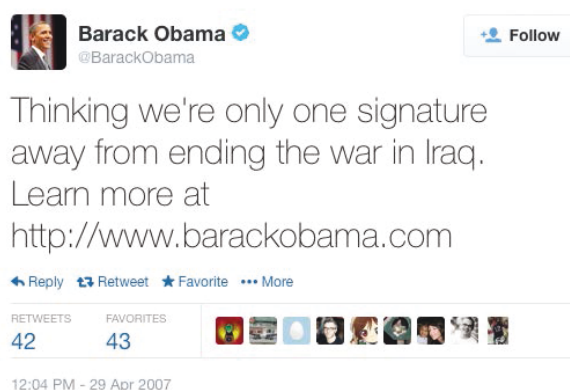 Barack Obama
@BarackObama
Follow
Thinking we're only one signature
away from ending the war in Iraq.
Learn more at
http://www.barackobama.com
Reply Retweet Favorite More
RETWEETS FAVORITES
42 43
12:04 PM - 29 Apr 2007